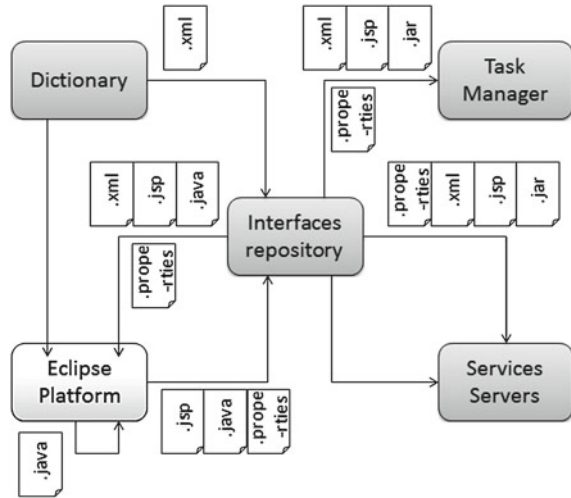 .xml
.xml
.jsp
.jar
Dictionary
Task
Manager
.prope
-rties
.xml
.jsp
.java
.prope
-rties
.xml
.jsp
.jar
Interfaces
repository
.prope
-rties
Eclipse
Platform
Services
Servers
.jsp
.java
.prope
-rties
.java